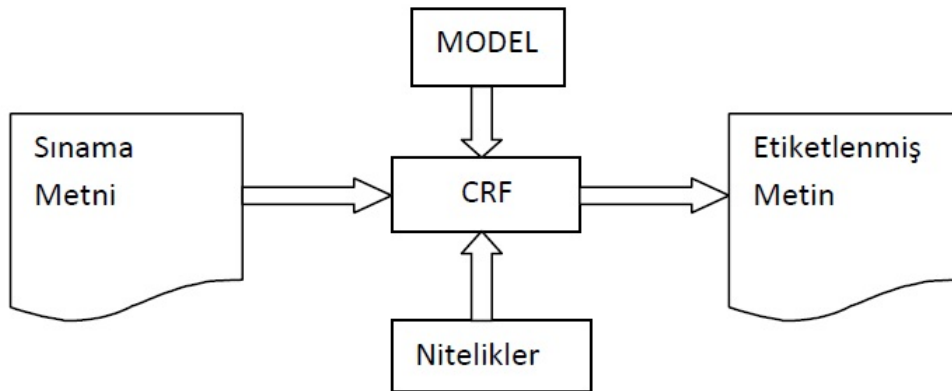 MODEL
Sınama
Metni
CRF
Etiketlenmiş
Metin
Nitelikler